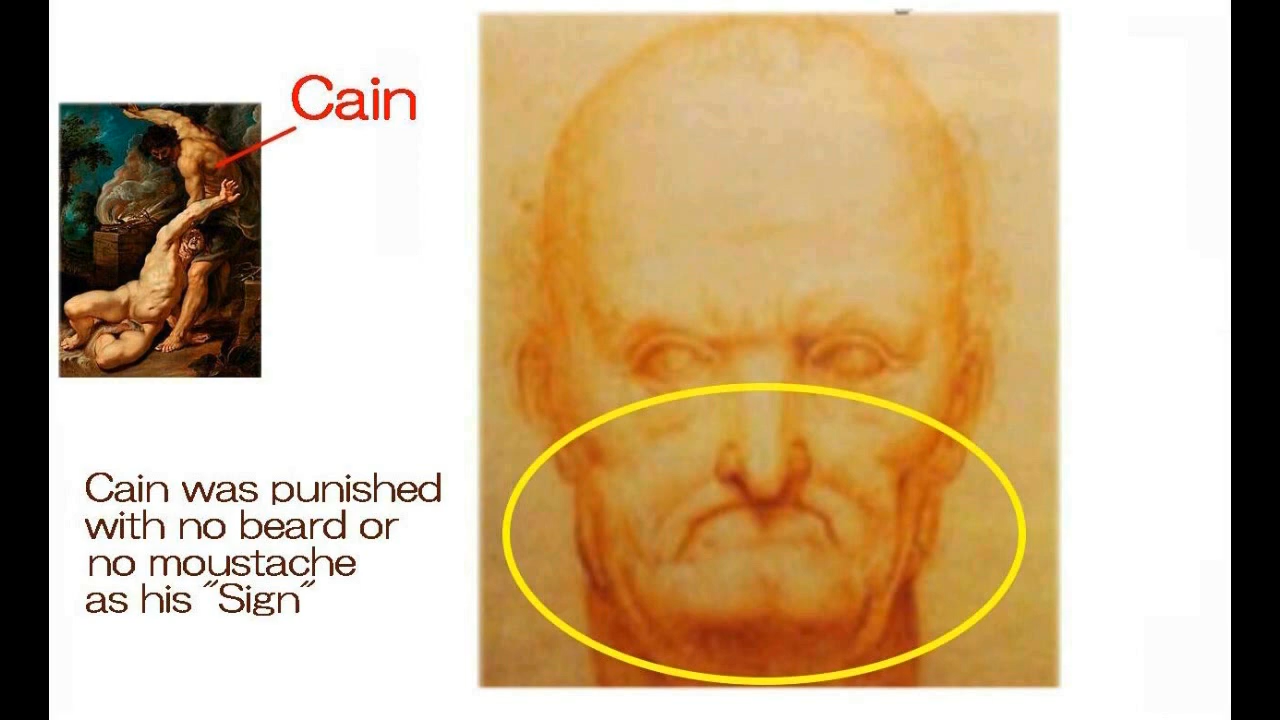 Cain
Cain was punished
with no beard or
no moustache
as his "Sign"